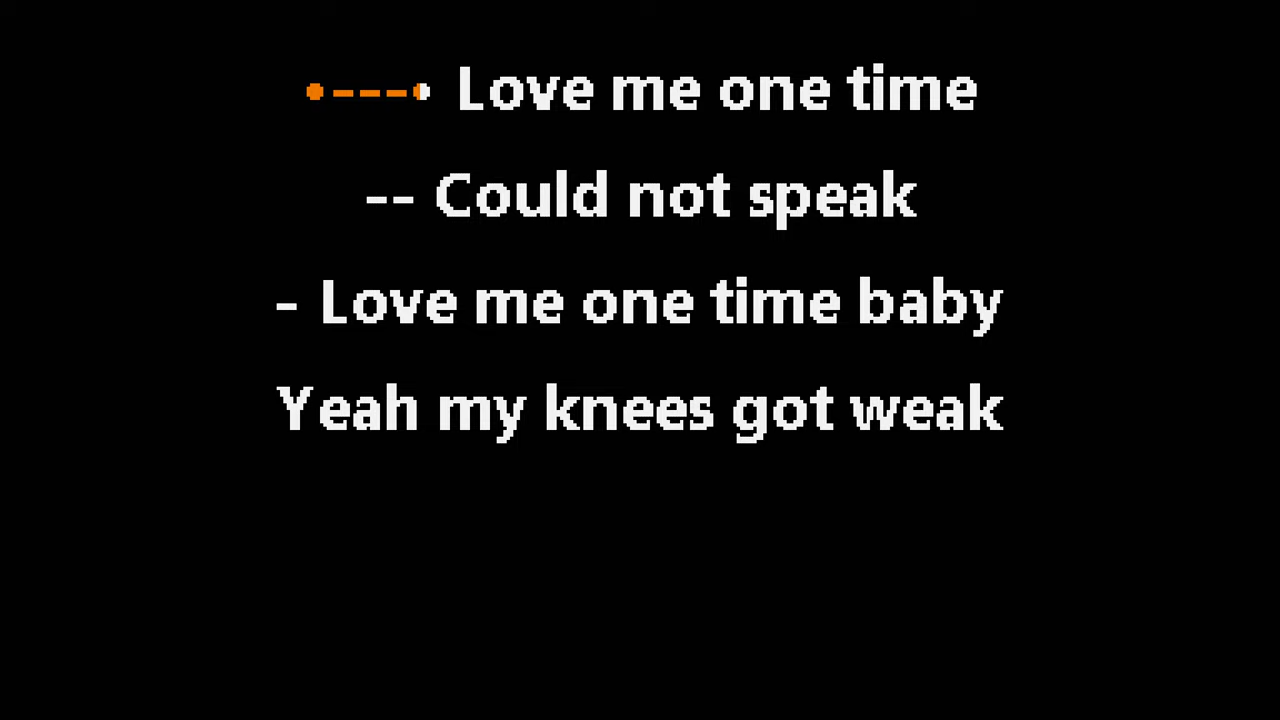 •---• Love me one time
-- Could not speak
- Love me one time baby
Yeah my knees got weak